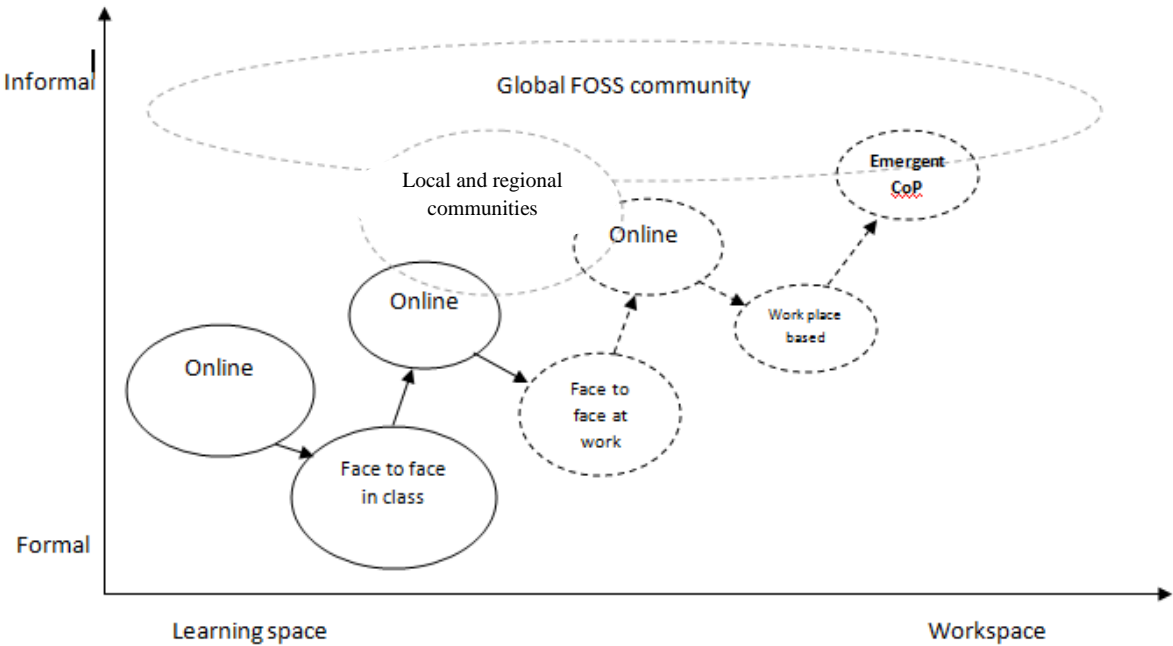 Informal
Global FOSS community
Emergent
CoP
Local and regional
communities
Online
Online
Work place
based
Online
Face to
face at
work
Face to face
in class
Formal
Learning space
Workspace